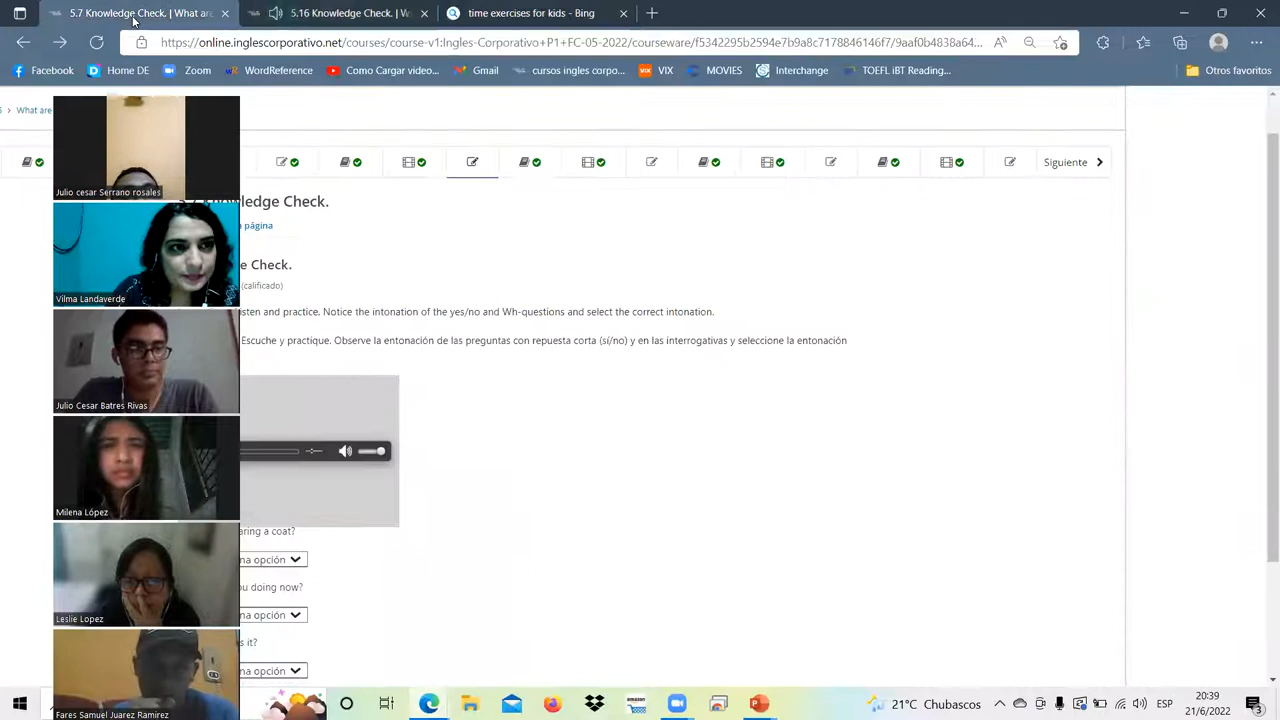 5.7 Knowledge Check. | What are
5.16 Knowledge Check. | Ve
time exercises for kids - Bing
https://online.inglescorporativo.net/courses/course-v1:Ingles-Corporativo+P1+FC-05-2022/courseware/f5342295b2594e7b9a8c7178846146f7/9aaf0b4838a64...
Facebook
Home DE
Zoom
WordReference
Como Cargar video...
Gmail
cursos ingles corpo...
VIX
MOVIES
Interchange
TOEFL iBT Reading...
Otros favoritos
What are
Siguiente
Julio cesar Serrano rosales
ledge Check.
página
Vilma Landaverde
e Check.
(calificado)
isten and practice. Notice the intonation of the yes/no and Wh-questions and select the correct intonation.
Escuche y practique. Observe la entonación de las preguntas con repuesta corta (sí/no) y en las interrogativas y seleccione la entonación
Julio Cesar Batres Rivas
Milena López
aring a coat?
na opción
u doing now?
na opción
Leslie Lopez
s it?
na opción
Fares Samuel Juarez Ramirez
amazon
21°C Chubascos
ESP
20:39
21/6/2022
3